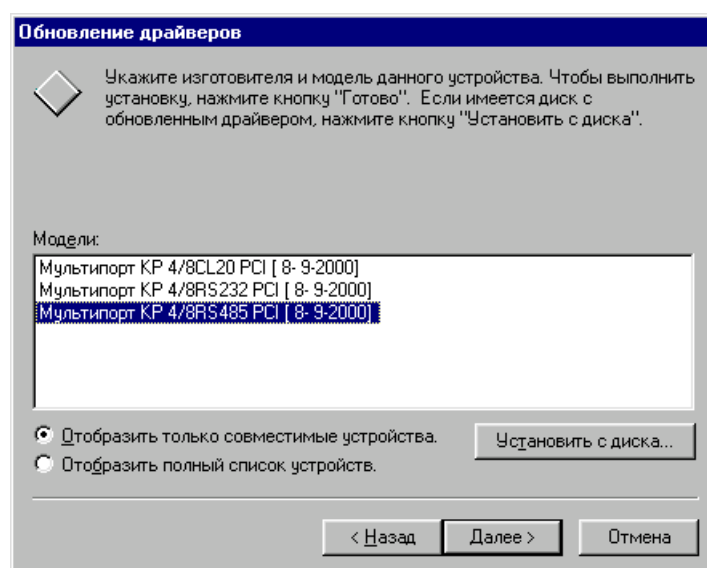 Обновление драйверов
Укажите изготовителя и модель данного устройства. Чтобы выполнить
установку, нажмите кнопку "Готово". Если имеется диск с
обновленным драйвером, нажмите кнопку "Установить с диска".
Модели:
Мультипорт КР 4/8CL20 PCI [ 8- 9-2000]
Мультипорт КР 4/8RS232 PCI [ 8- 9-2000]
Мультипорт КР 4/8RS485 PCI [ 8- 9-2000]
Отобразить только совместимые устройства.
Установить с диска...
Отобразить полный список устройств.
< Назад
Далее >
Отмена